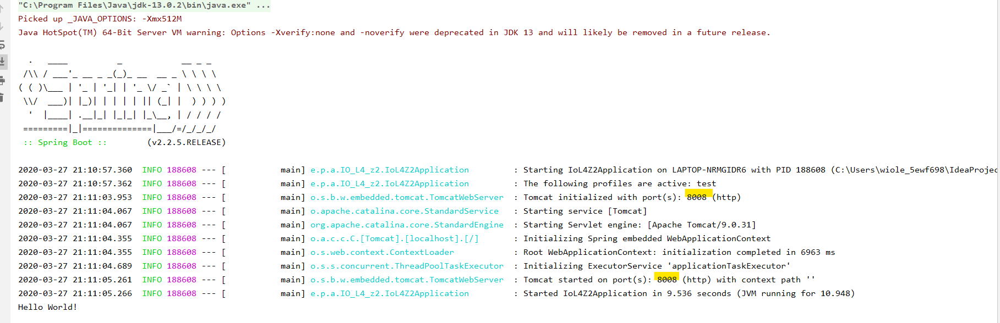 "C:\Program Files\Java\jdk-13.0.2\bin\java.exe" ...
Picked up _JAVA_OPTIONS: -Xmx512M
Java HotSpot(TM) 64-Bit Server VM warning: Options -Xverify:none and -noverify were deprecated in JDK 13 and will likely be removed in a future release.

  .   ____          _            __ _ _
 /\\ / ___'_ __ _ _(_)_ __  __ _ \ \ \ \
( ( )\___ | '_ | '_| | '_ \/ _` | \ \ \ \
 \\/  ___)| |_)| | | | | || (_| |  ) ) ) )
  '  |____| .__|_| |_|_| |_\__, | / / / /
 =========|_|==============|___/=/_/_/_/
 :: Spring Boot ::        (v2.2.5.RELEASE)

2020-03-27 21:10:57.360  INFO 188608 --- [           main] e.p.a.IO_L4_z2.IoL4Z2Application         : Starting IoL4Z2Application on LAPTOP-NRMGIDR6 with PID 188608 (C:\Users\wiole_5ewf698\IdeaProjec
2020-03-27 21:10:57.362  INFO 188608 --- [           main] e.p.a.IO_L4_z2.IoL4Z2Application         : The following profiles are active: test
2020-03-27 21:11:03.953  INFO 188608 --- [           main] o.s.b.w.embedded.tomcat.TomcatWebServer  : Tomcat initialized with port(s): 8008 (http)
2020-03-27 21:11:04.067  INFO 188608 --- [           main] o.apache.catalina.core.StandardService   : Starting service [Tomcat]
2020-03-27 21:11:04.067  INFO 188608 --- [           main] org.apache.catalina.core.StandardEngine  : Starting Servlet engine: [Apache Tomcat/9.0.31]
2020-03-27 21:11:04.355  INFO 188608 --- [           main] o.a.c.c.C.[Tomcat].[localhost].[/]       : Initializing Spring embedded WebApplicationContext
2020-03-27 21:11:04.355  INFO 188608 --- [           main] o.s.web.context.ContextLoader            : Root WebApplicationContext: initialization completed in 6963 ms
2020-03-27 21:11:04.689  INFO 188608 --- [           main] o.s.s.concurrent.ThreadPoolTaskExecutor  : Initializing ExecutorService 'applicationTaskExecutor'
2020-03-27 21:11:05.261  INFO 188608 --- [           main] o.s.b.w.embedded.tomcat.TomcatWebServer  : Tomcat started on port(s): 8008 (http) with context path ''
2020-03-27 21:11:05.266  INFO 188608 --- [           main] e.p.a.IO_L4_z2.IoL4Z2Application         : Started IoL4Z2Application in 9.536 seconds (JVM running for 10.948)
Hello World!